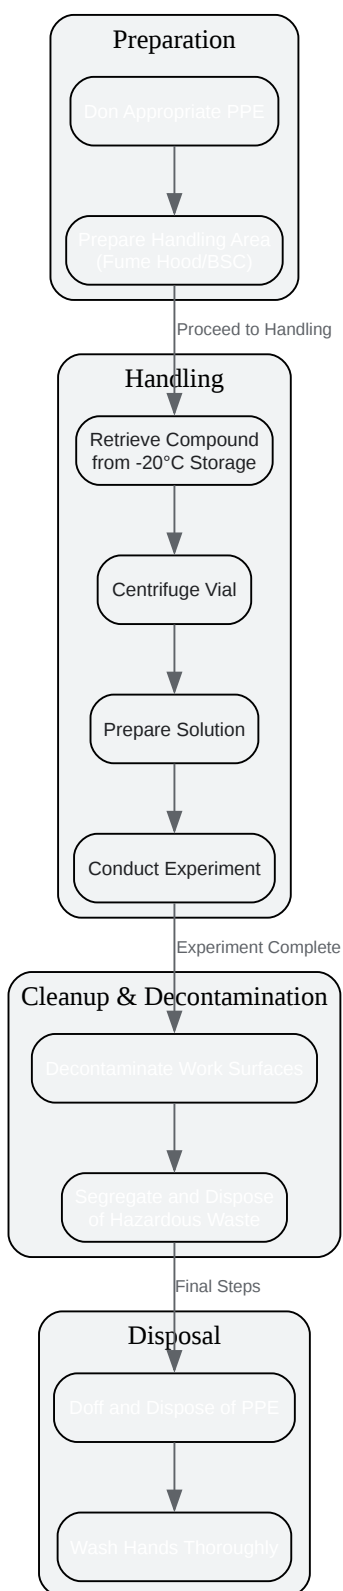 Preparation
Don Appropriate PPE
Prepare Handling Area
(Fume Hood/BSC)
Proceed to Handling
Handling
Retrieve Compound
from -20°C Storage
Centrifuge Vial
Prepare Solution
Conduct Experiment
Experiment Complete
Cleanup & Decontamination
Decontaminate Work Surfaces
Segregate and Dispose
of Hazardous Waste
Final Steps
Disposal
Doff and Dispose of PPE
Wash Hands Thoroughly